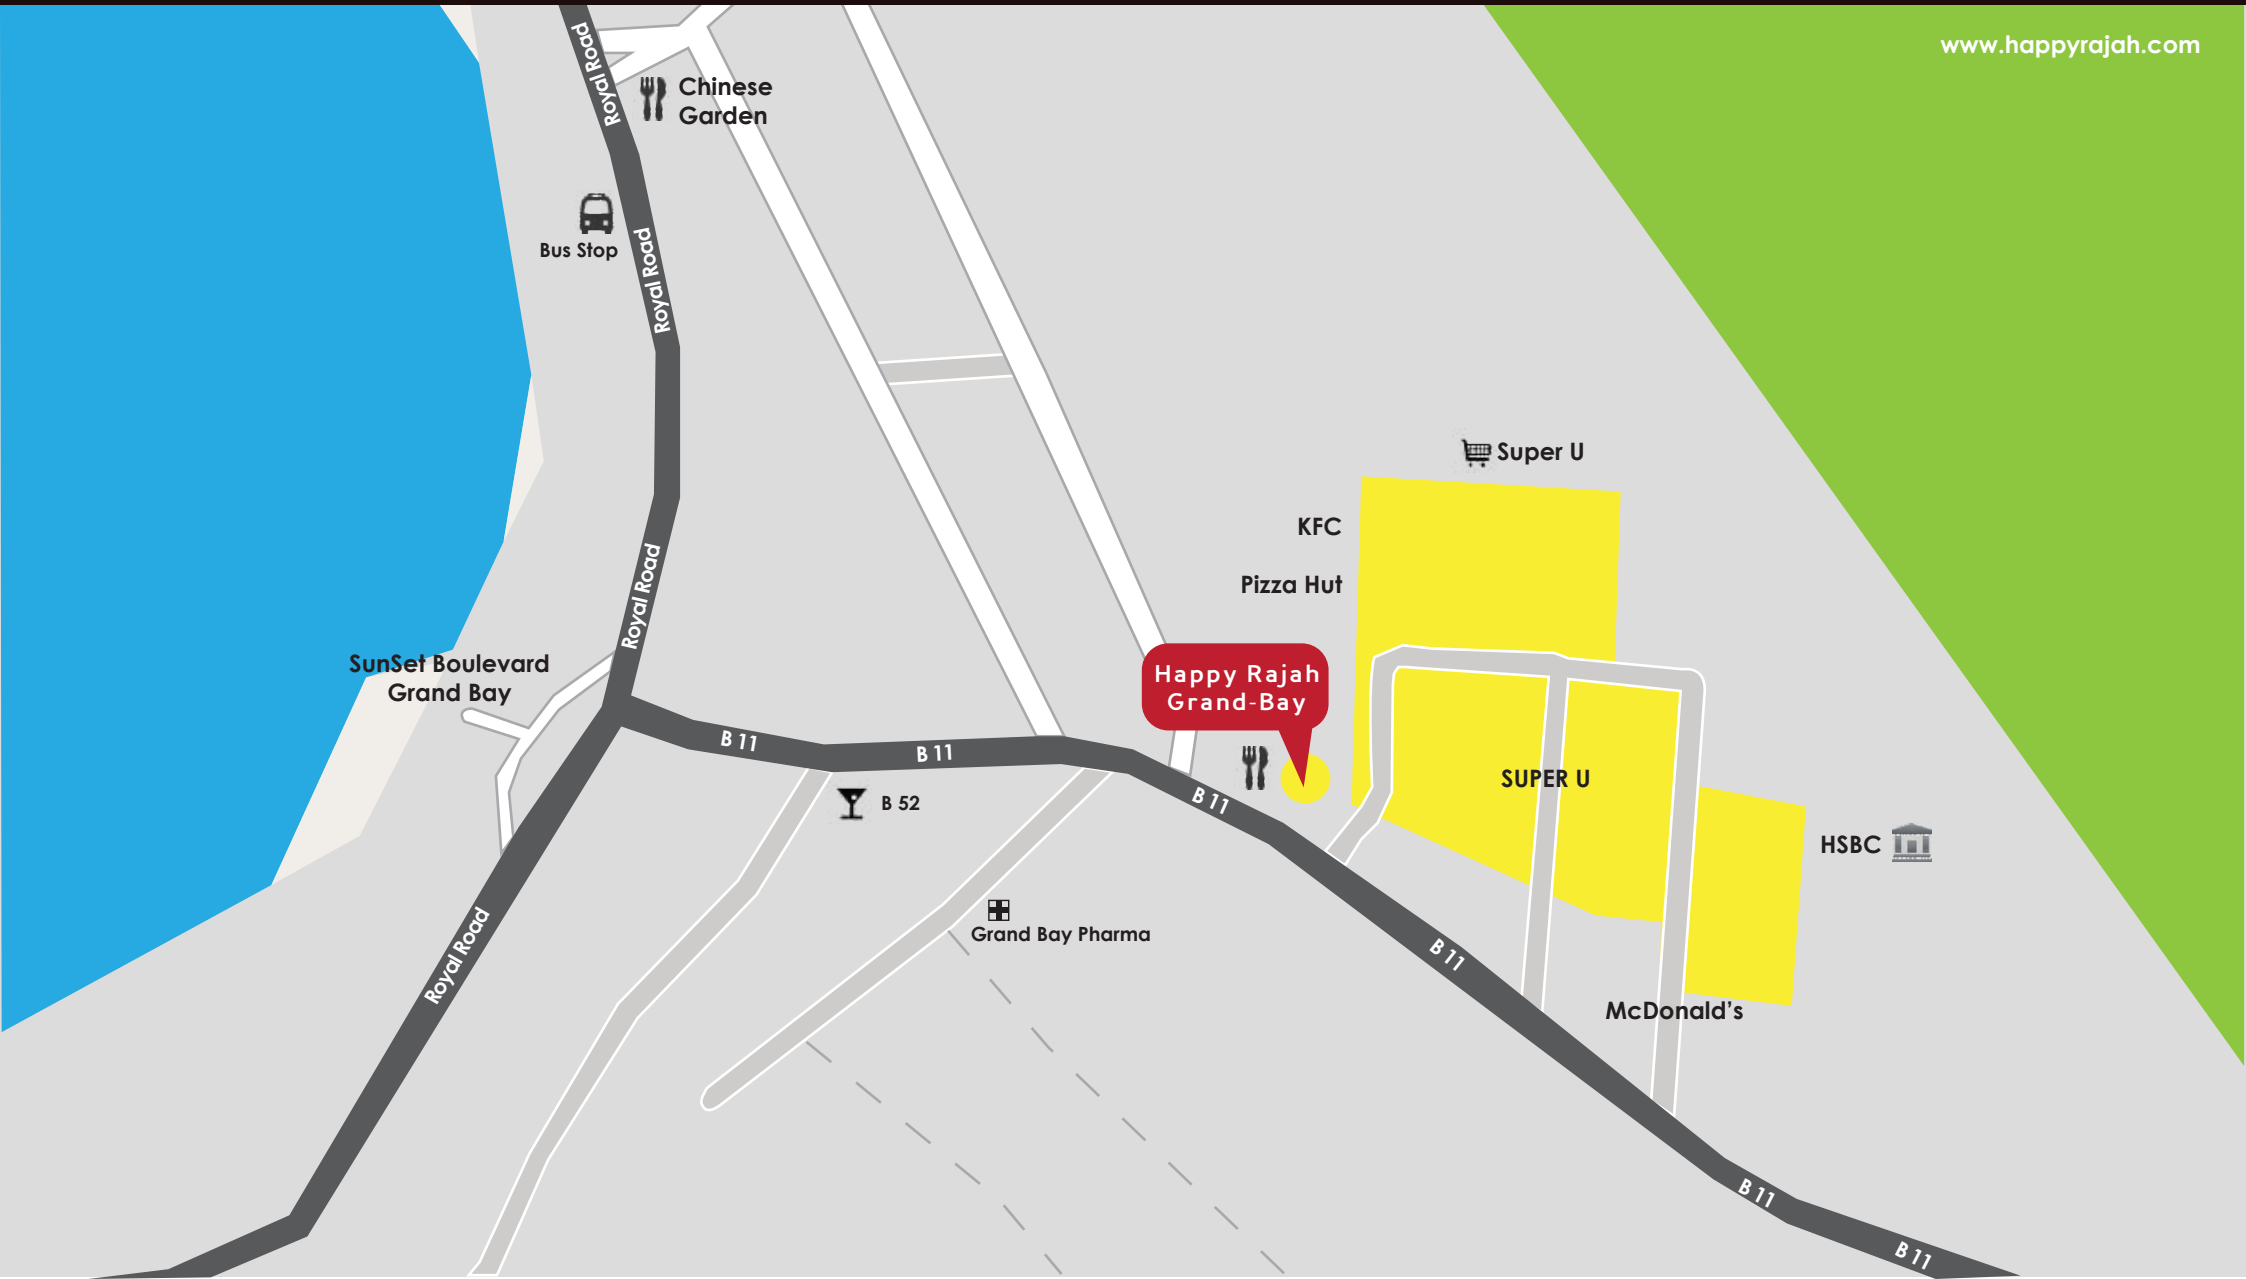 www.happyrajah.com
Royal Road
Chinese
Garden
Bus Stop
Royal Road
Super U
KFC
Pizza Hut
Royal Road
SunSet Boulevard
Grand Bay
Happy Rajah
Grand-Bay
B 11
B 11
SUPER U
B 52
B 11
HSBC
Grand Bay Pharma
Royal Road
B 11
McDonald's
B 11
B 11